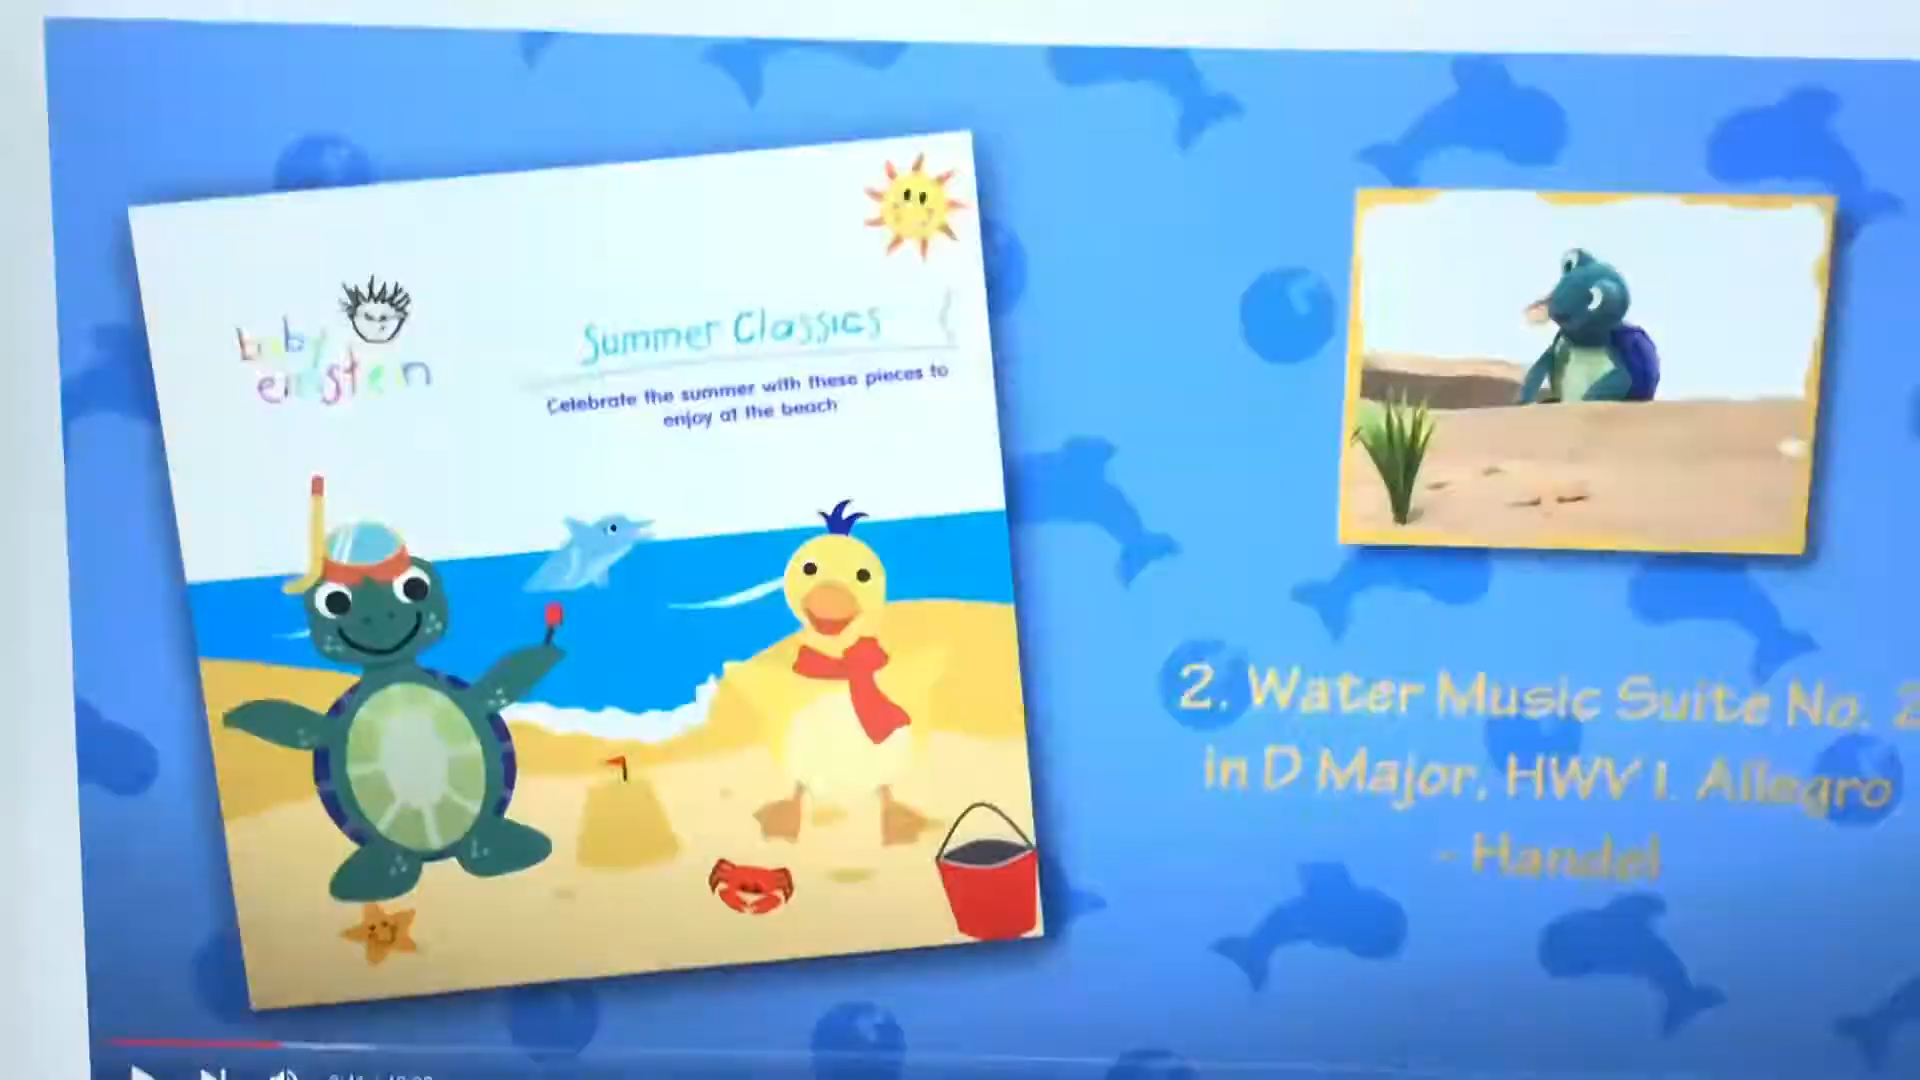 baby
einstein
Summer Classics
Celebrate the summer with these pieces to
enjoy at the beach
2. Water Music Suite No. 2
in D Major, HWV I. Allegro
- Handel